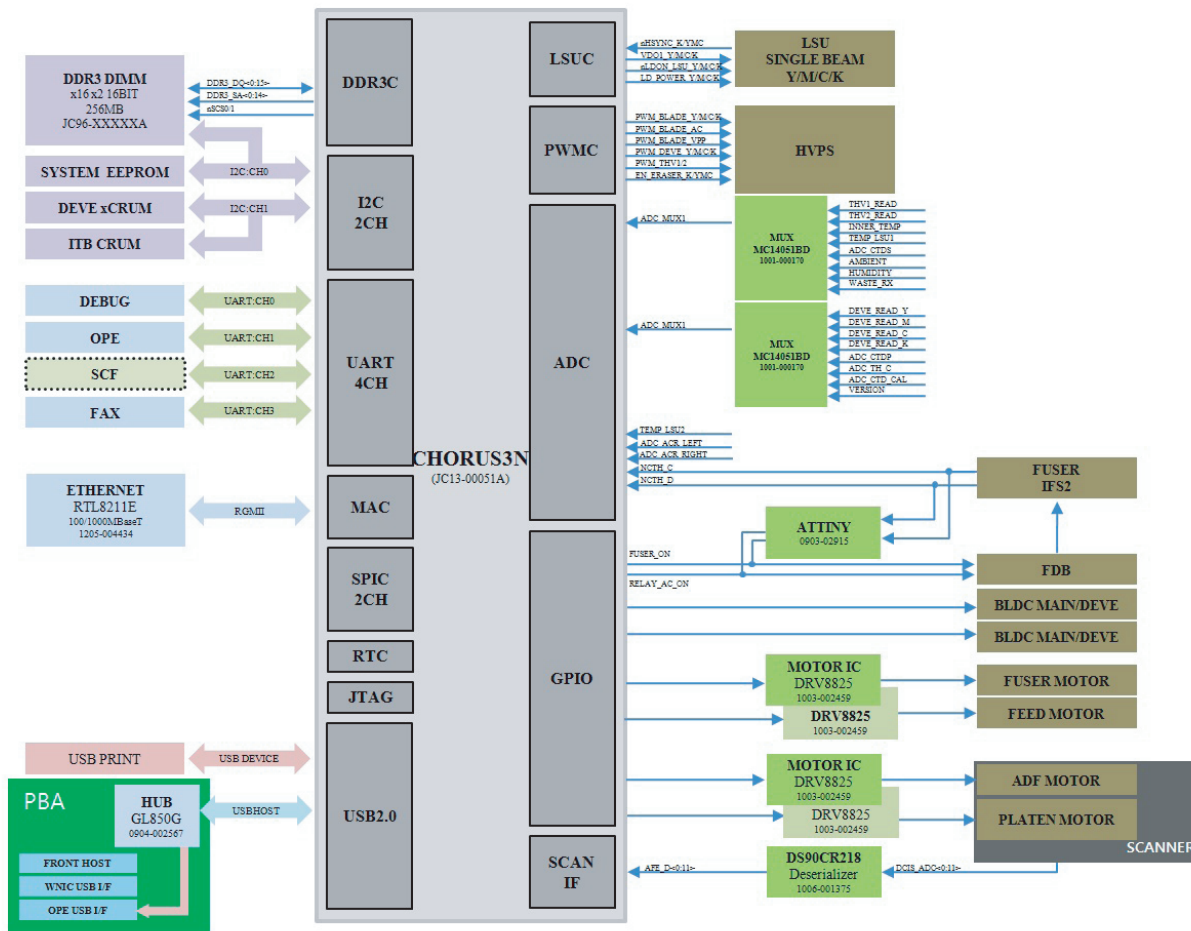 DDR3 DIMM
x16 x2 16BIT
256MB
JC96-XXXXXA
DDR3_DQ<0:15>
DDR3_SA<0:14>
nSCS0/1
SYSTEM EEPROM
I2C:CH0
DEVE xCRUM
I2C:CH1
ITB CRUM
DEBUG
UART:CH0
OPE
UART:CH1
SCF
UART:CH2
FAX
UART:CH3
ETHERNET
RTL8211E
100/1000MBaseT
1205-004434
RGMII
USB PRINT
USB DEVICE
PBA
HUB
GL850G
0904-002567
USBHOST
FRONT HOST
WNIC USB I/F
OPE USB I/F
DDR3C
I2C
2CH
UART
4CH
MAC
SPIC
2CH
RTC
JTAG
USB2.0
CHORUS3N
(JC13-00051A)
LSUC
PWMC
ADC
GPIO
SCAN
IF
nHSYNC_K/YMC
VDO1_Y/M/C/K
nLDON_LSU_Y/M/C/K
LD_POWER_Y/M/C/K
LSU
SINGLE BEAM
Y/M/C/K
PWM_BLADE_Y/M/C/K
PWM_BLADE_AC
PWM_BLADE_VPP
PWM_DEVE_Y/M/C/K
PWM_THV1/2
EN_ERASER_K/YMC
HVPS
ADC_MUX1
MUX
MC14051BD
1001-000170
THV1_READ
THV2_READ
INNER_TEMP
TEMP_LSU1
ADC_CTDS
AMBIENT
HUMIDITY
WASTE_RX
ADC_MUX1
MUX
MC14051BD
1001-000170
DEVE_READ_Y
DEVE_READ_M
DEVE_READ_C
DEVE_READ_K
ADC_CTDP
ADC_TH_C
ADC_CTD_CAL
VERSION
TEMP_LSU2
ADC_ACR_LEFT
ADC_ACR_RIGHT
NCTH_C
NCTH_D
FUSER
IFS2
ATTINY
0903-02915
FUSER_ON
RELAY_AC_ON
FDB
BLDC MAIN/DEVE
BLDC MAIN/DEVE
MOTOR IC
DRV8825
1003-002459
DRV8825
1003-002459
FUSER MOTOR
FEED MOTOR
MOTOR IC
DRV8825
1003-002459
DRV8825
1003-002459
ADF MOTOR
PLATEN MOTOR
SCANNER
AFE_D<0:11>
DS90CR218
Deserializer
1006-001375
DCIS_ADC<0:11>